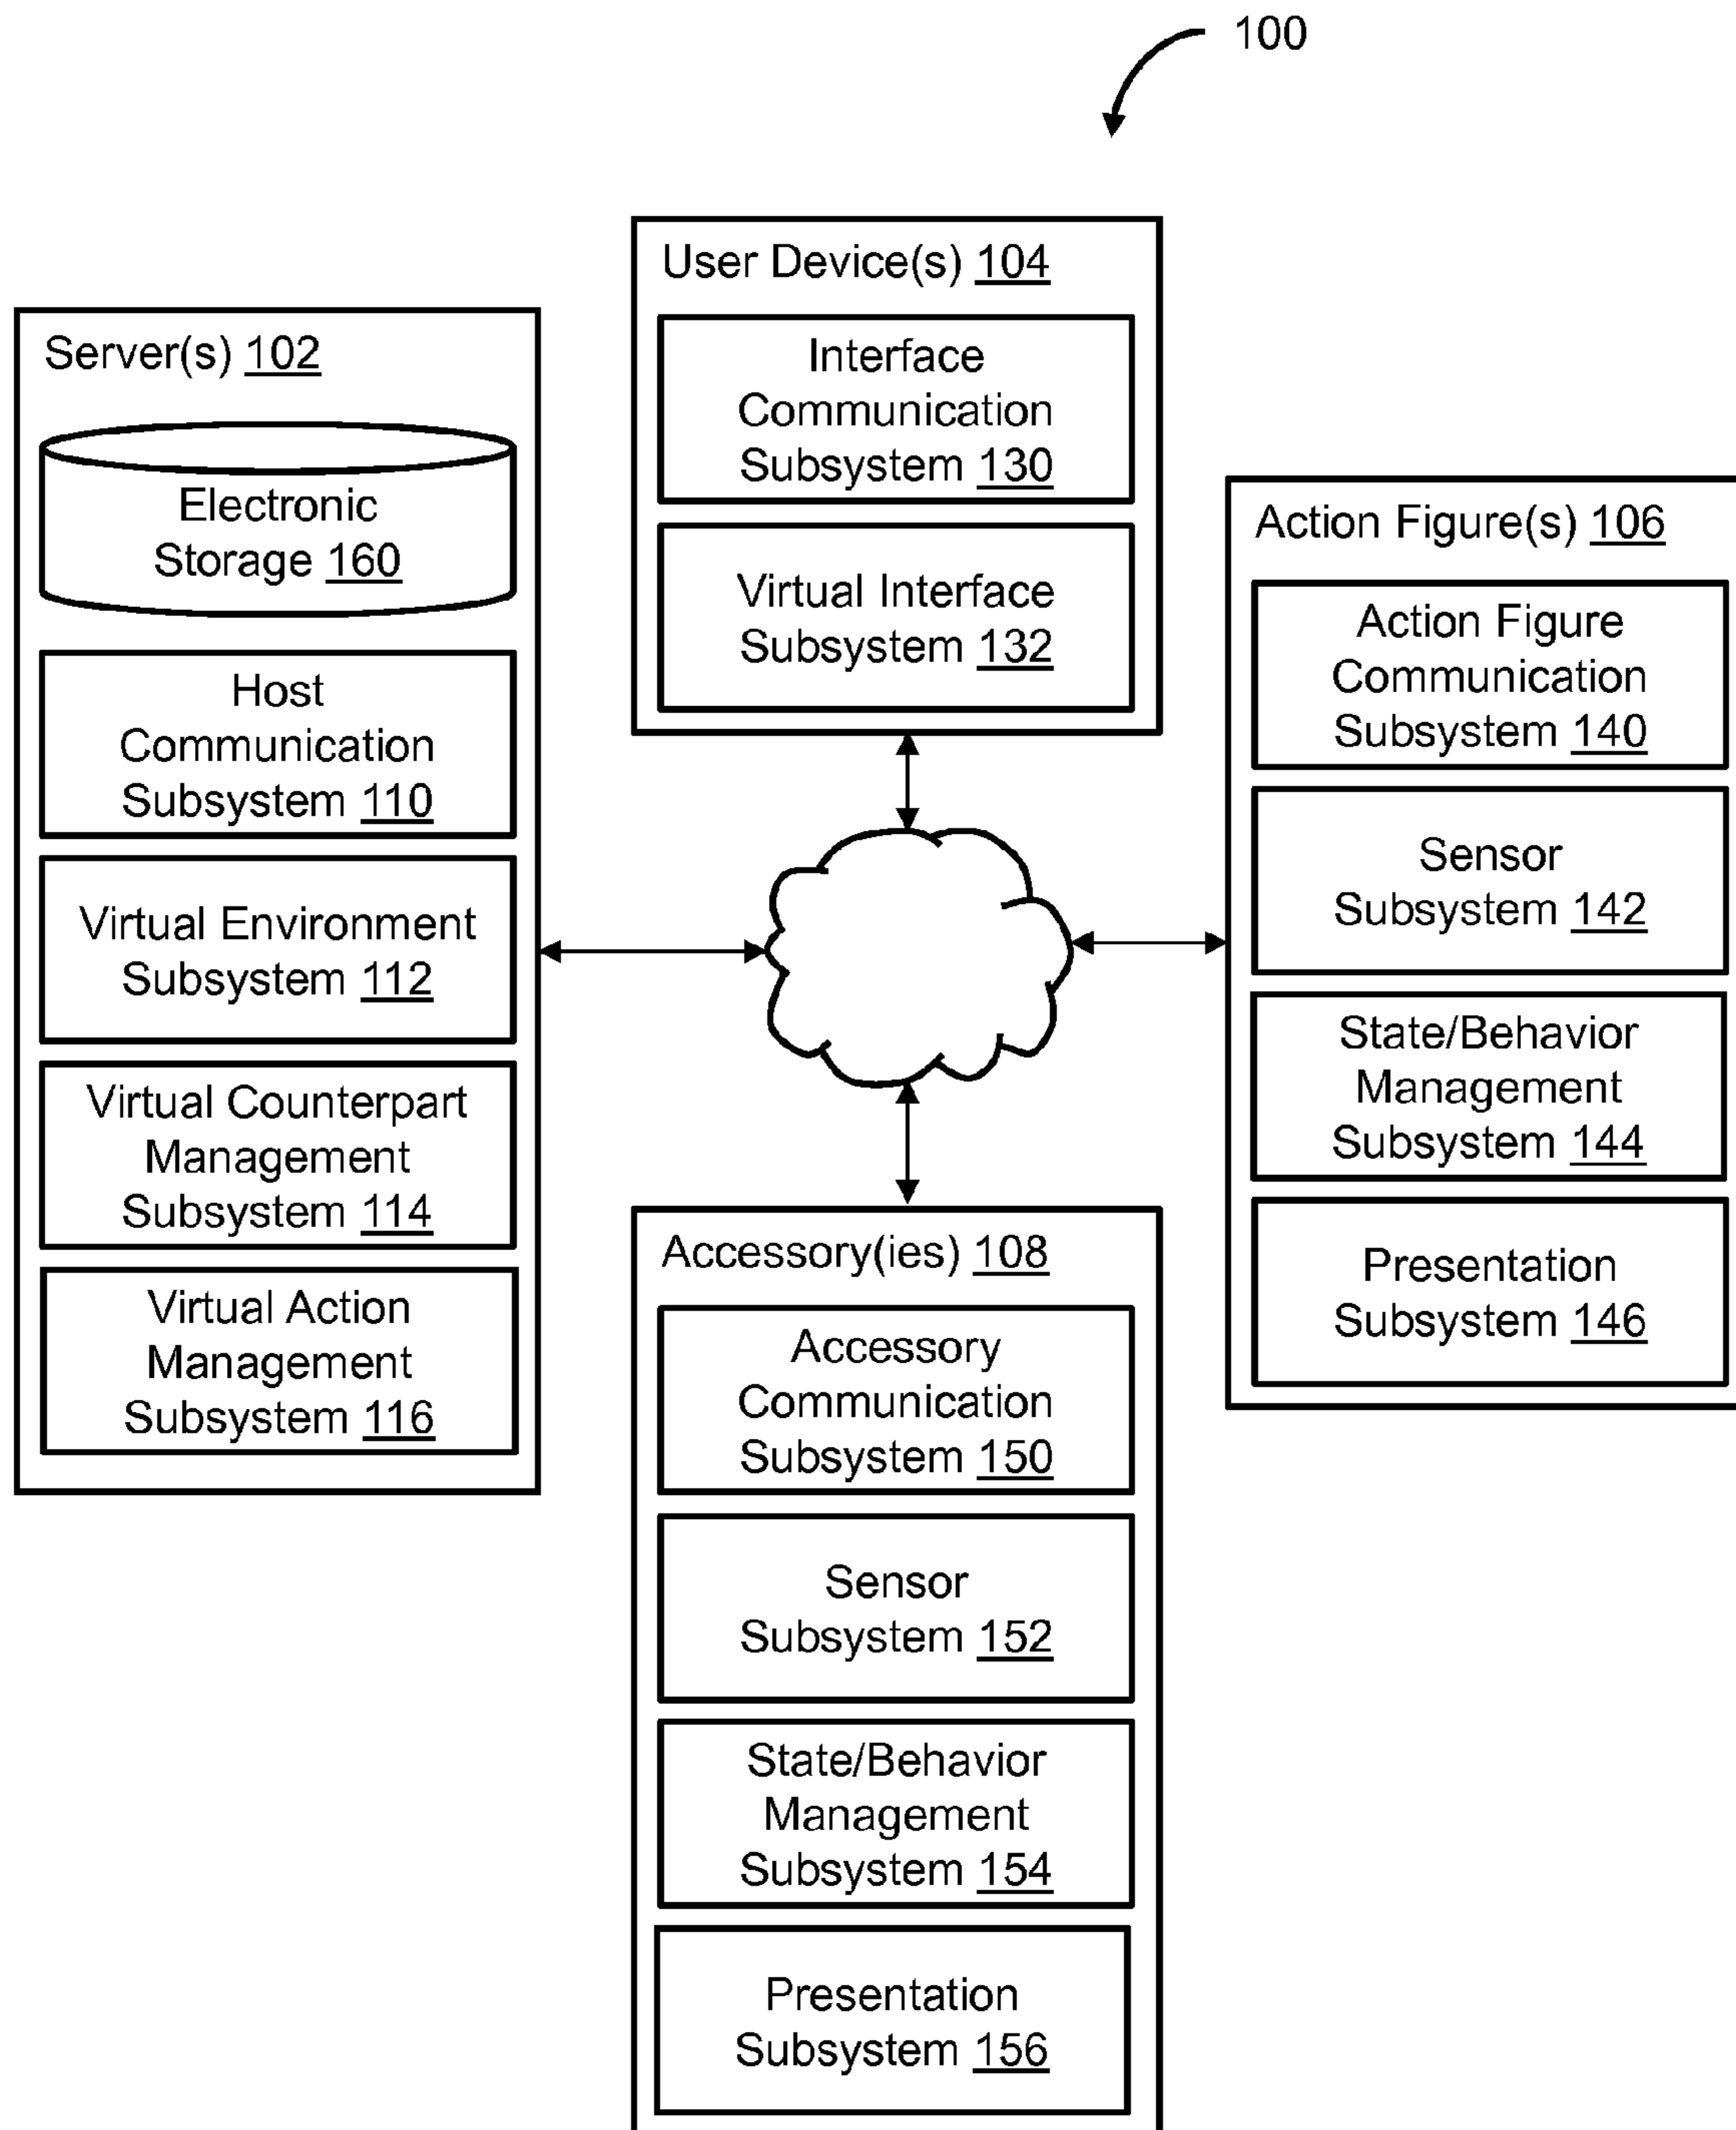 100
User Device(s) 104
Interface
Communication
Subsystem 130
Virtual Interface
Subsystem 132
Server(s) 102
Electronic
Storage 160
Host
Communication
Subsystem 110
Virtual Environment
Subsystem 112
Virtual Counterpart
Management
Subsystem 114
Virtual Action
Management
Subsystem 116
Action Figure(s) 106
Action Figure
Communication
Subsystem 140
Sensor
Subsystem 142
State/Behavior
Management
Subsystem 144
Presentation
Subsystem 146
Accessory(ies) 108
Accessory
Communication
Subsystem 150
Sensor
Subsystem 152
State/Behavior
Management
Subsystem 154
Presentation
Subsystem 156